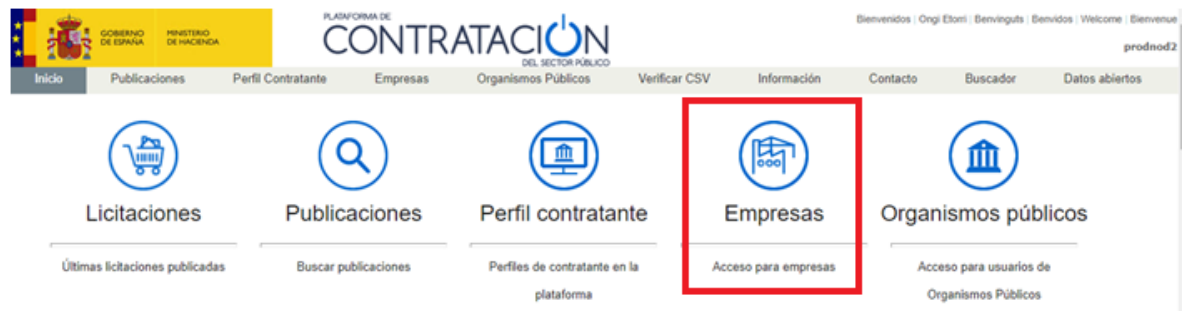 GOBIERNO DE ESPAÑA
MINISTERIO DE HACIENDA
PLATAFORMA DE
CONTRATACIÓN
DEL SECTOR PÚBLICO
Bienvenidos | Ongi Etorri | Benvinguts | Benvidos | Welcome | Bienvenue
prodnod2
Inicio Publicaciones Perfil Contratante Empresas Organismos Públicos Verificar CSV Información Contacto Buscador Datos abiertos
Licitaciones Publicaciones Perfil contratante Empresas Organismos públicos
Últimas licitaciones publicadas Buscar publicaciones Perfiles de contratante en la Acceso para empresas Acceso para usuarios de
plataforma Organismos Públicos